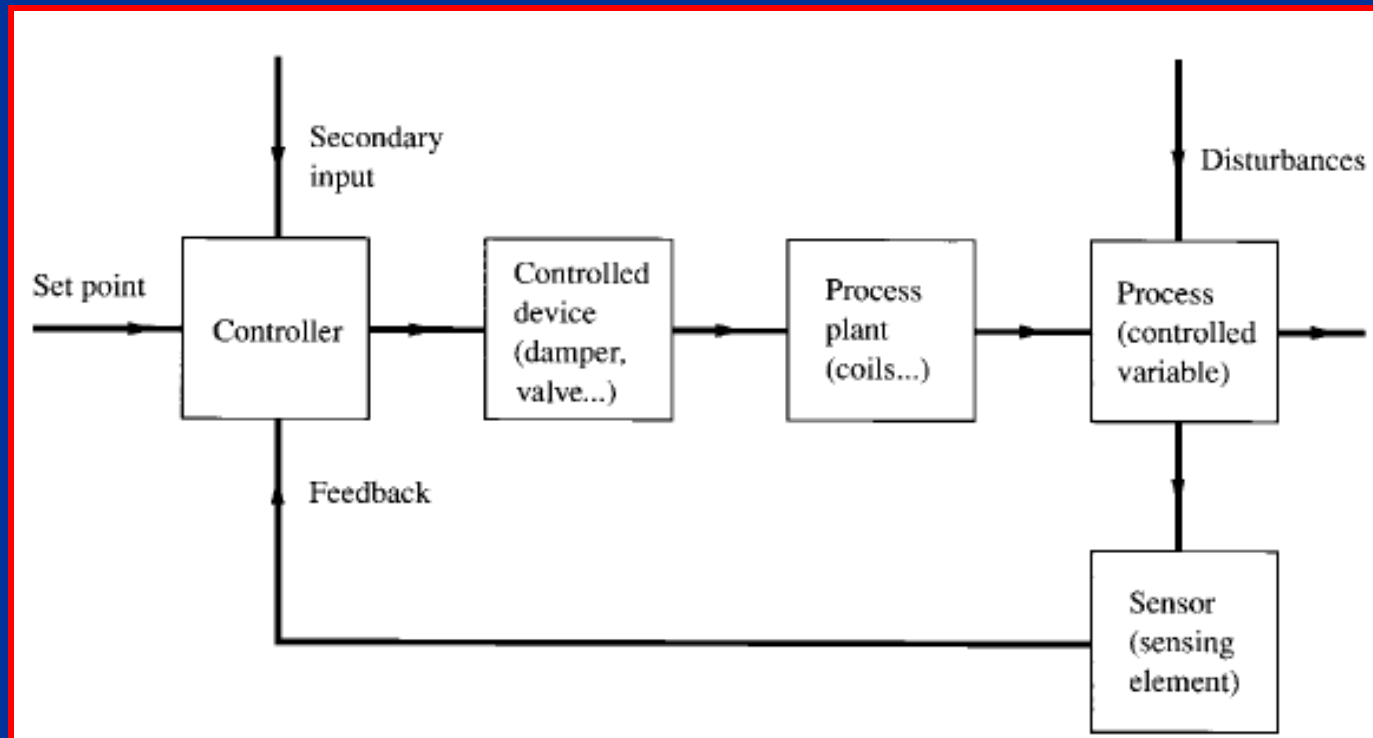 Secondary
input
Disturbances
Set point
Controller
Controlled
device
(damper,
valve...)
Process
plant
(coils...)
Process
(controlled
variable)
Feedback
Sensor
(sensing
element)